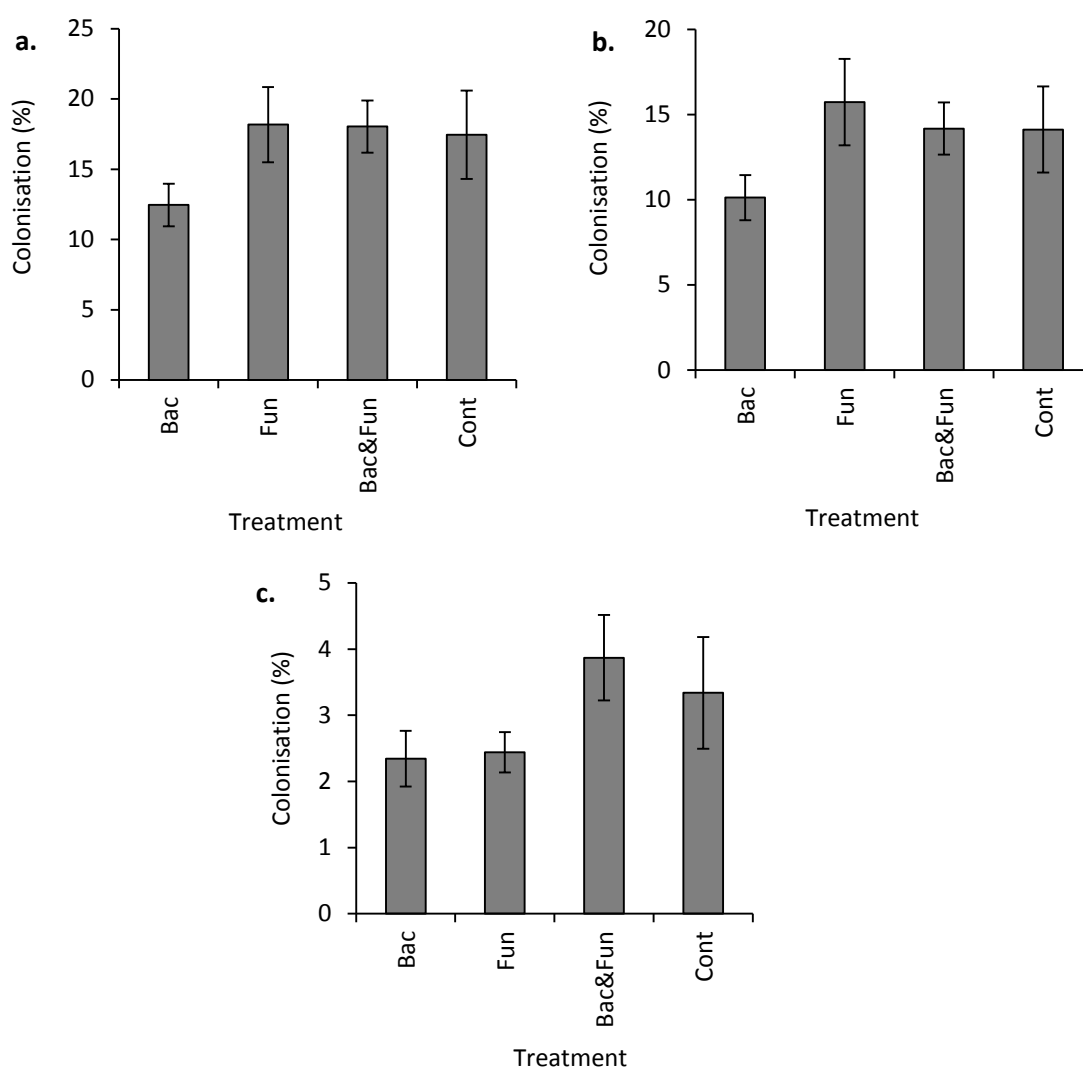 a.
Colonisation (%)
25
20
15
10
5
0
Bac
Fun
Bac&Fun
Cont
Treatment
b.
Colonisation (%)
20
15
10
5
0
Bac
Fun
Bac&Fun
Cont
Treatment
c.
Colonisation (%)
5
4
3
2
1
0
Bac
Fun
Bac&Fun
Cont
Treatment